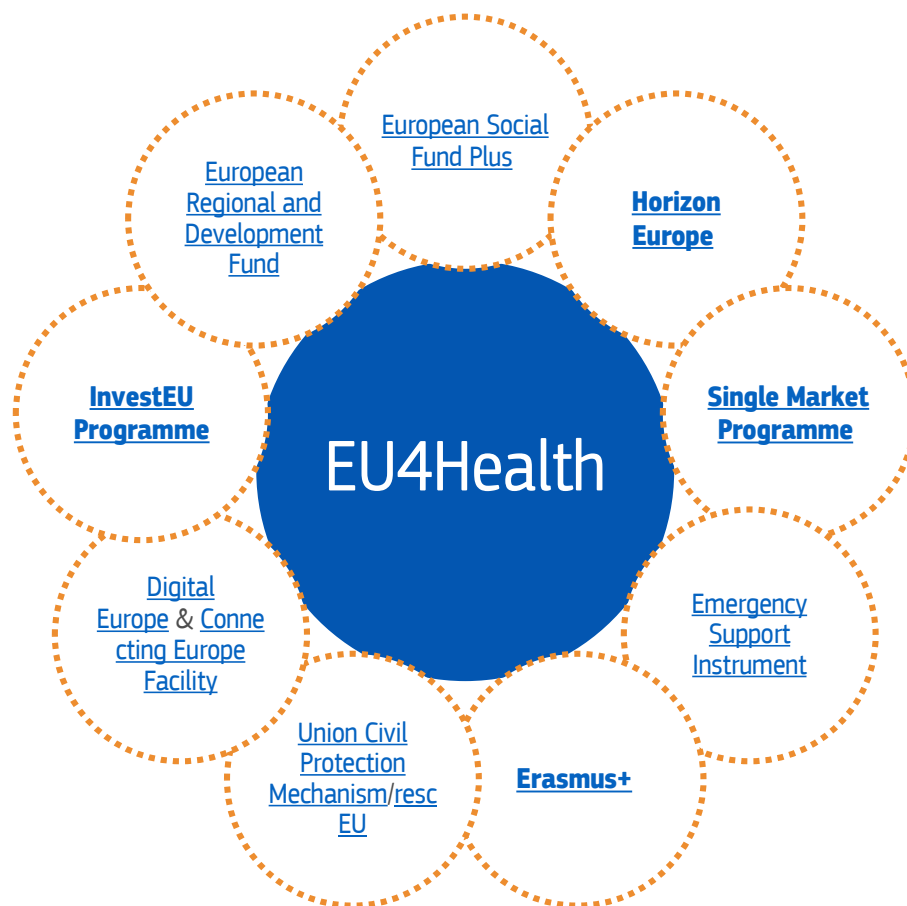 European Social
Fund Plus
Horizon
Europe
Single Market
Programme
Emergency
Support
Instrument
Erasmus+
Union Civil
Protection
Mechanism/resc
EU
Digital
Europe & Conne
cting Europe
Facility
InvestEU
Programme
European
Regional and
Development
Fund
EU4Health